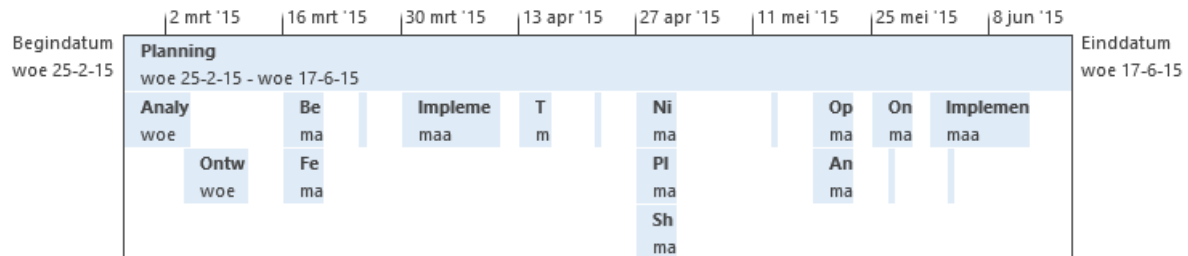 2 mrt '15 16 mrt '15 30 mrt '15 13 apr '15 27 apr '15 11 mei '15 25 mei '15 8 jun '15
Begindatum Planning Einddatum
woe 25-2-15 woe 25-2-15 - woe 17-6-15 woe 17-6-15
Analy Be Impleme T Ni Op On Implemen
woe ma maa m ma ma ma maa
Ontw Fe Pl An
woe ma ma ma
Sh
ma